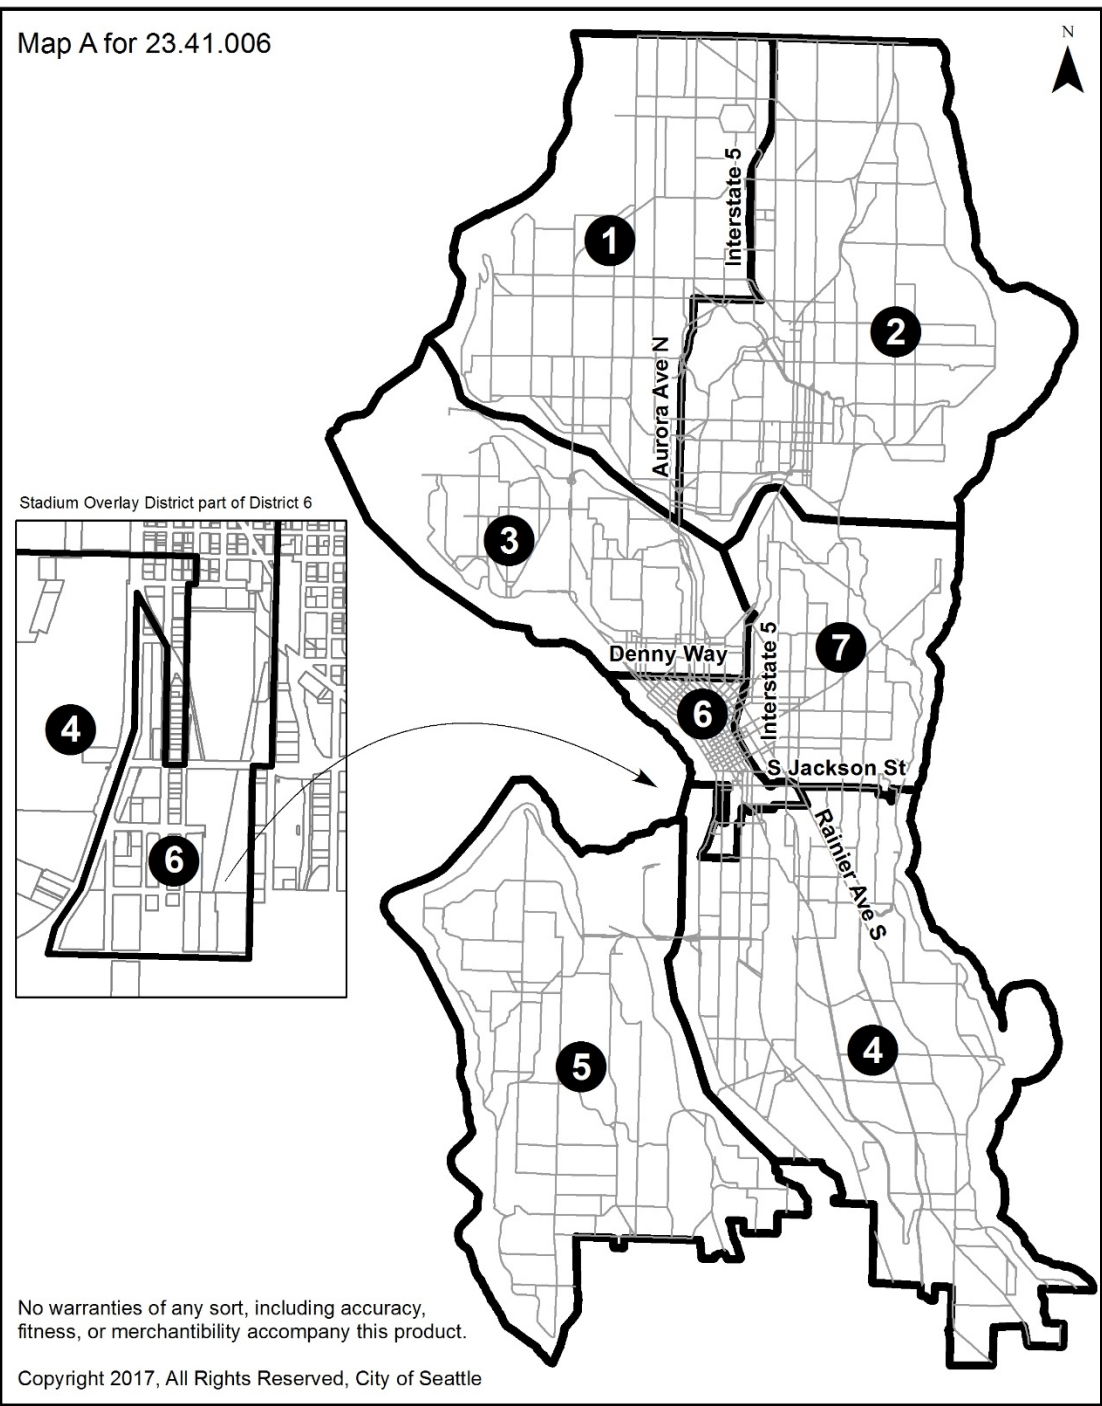 Map A for 23.41.006
N
Interstate 5
1
2
Aurora Ave N
Stadium Overlay District part of District 6
3
Denny Way
Interstate 5
7
6
4
S Jackson St
Rainier Ave S
6
5
4
No warranties of any sort, including accuracy,
fitness, or merchantibility accompany this product.
Copyright 2017, All Rights Reserved, City of Seattle